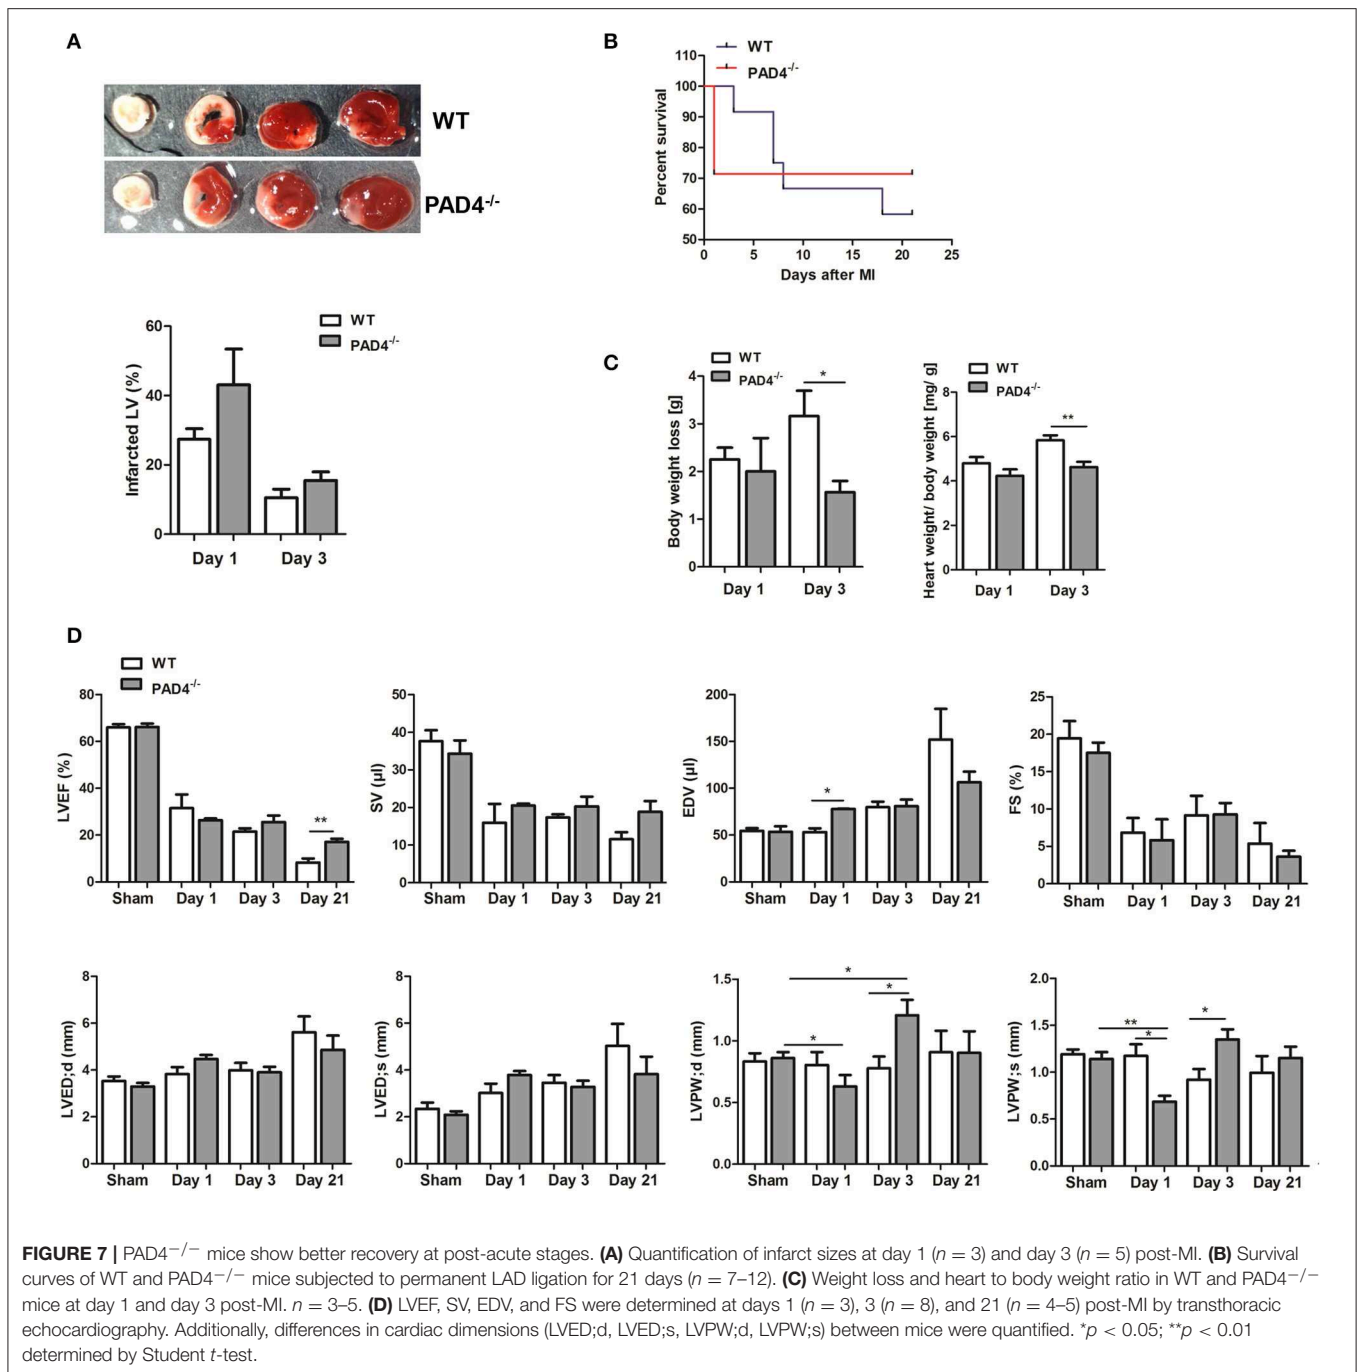 A
WT
PAD4-/-
B
WT
PAD4-/-
110
100
90
80
70
60
50
Percent survival
0 5 10 15 20 25
Days after MI
WT
PAD4-/-
60
40
20
0
Infarcted LV (%)
Day 1 Day 3
C
WT
PAD4-/-
*
4
3
2
1
0
Body weight loss [g]
Day 1 Day 3
WT
PAD4-/-
**
8
6
4
2
0
Heart weight/ body weight [mg/ g]
Day 1 Day 3
D
WT
PAD4-/-
80
60
40
20
0
LVEF (%)
**
Sham Day 1 Day 3 Day 21
50
40
30
20
10
0
SV (µl)
Sham Day 1 Day 3 Day 21
200
150
100
50
0
EDV (µl)
*
Sham Day 1 Day 3 Day 21
25
20
15
10
5
0
FS (%)
Sham Day 1 Day 3 Day 21
8
6
4
2
0
LVED;d (mm)
Sham Day 1 Day 3 Day 21
8
6
4
2
0
LVED;s (mm)
Sham Day 1 Day 3 Day 21
1.5
1.0
0.5
0.0
LVPW;d (mm)
*
*
*
Sham Day 1 Day 3 Day 21
2.0
1.5
1.0
0.5
0.0
LVPW;s (mm)
**
*
*
Sham Day 1 Day 3 Day 21
FIGURE 7 | PAD4−/− mice show better recovery at post-acute stages. (A) Quantification of infarct sizes at day 1 (n = 3) and day 3 (n = 5) post-MI. (B) Survival
curves of WT and PAD4−/− mice subjected to permanent LAD ligation for 21 days (n = 7–12). (C) Weight loss and heart to body weight ratio in WT and PAD4−/−
mice at day 1 and day 3 post-MI. n = 3–5. (D) LVEF, SV, EDV, and FS were determined at days 1 (n = 3), 3 (n = 8), and 21 (n = 4–5) post-MI by transthoracic
echocardiography. Additionally, differences in cardiac dimensions (LVED;d, LVED;s, LVPW;d, LVPW;s) between mice were quantified. *p < 0.05; **p < 0.01
determined by Student t-test.